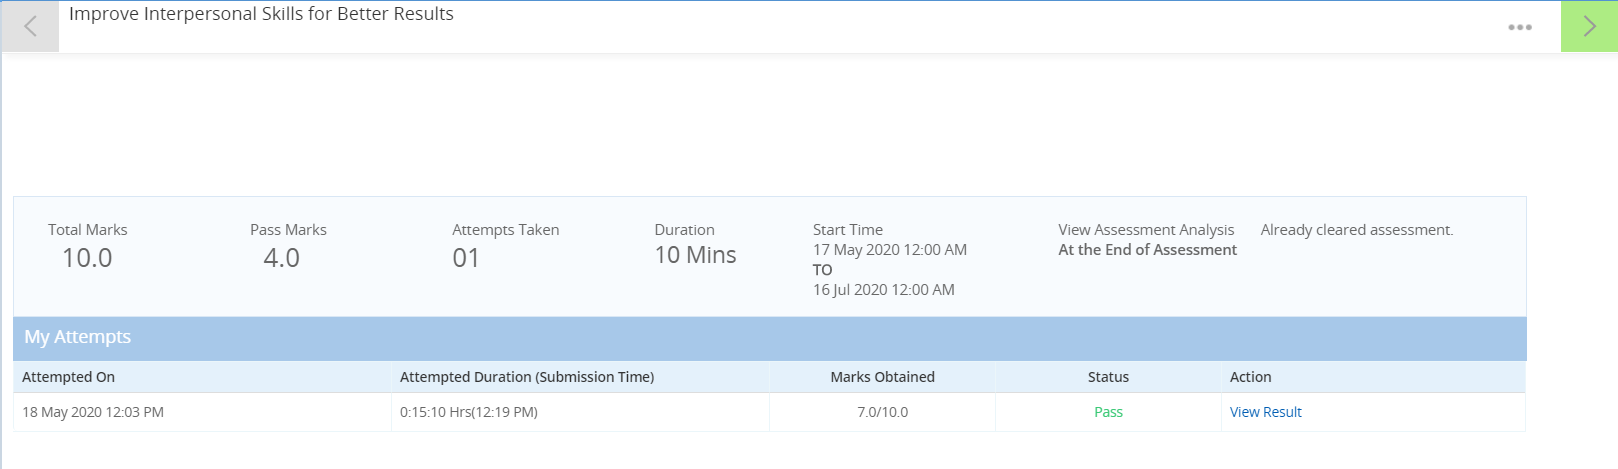 Improve Interpersonal Skills for Better Results
Total Marks
10.0
Pass Marks
4.0
Attempts Taken
01
Duration
10 Mins
Start Time
17 May 2020 12:00 AM
TO
16 Jul 2020 12:00 AM
View Assessment Analysis
At the End of Assessment
Already cleared assessment.
My Attempts
Attempted On Attempted Duration (Submission Time) Marks Obtained Status Action
18 May 2020 12:03 PM 0:15:10 Hrs(12:19 PM) 7.0/10.0 Pass View Result